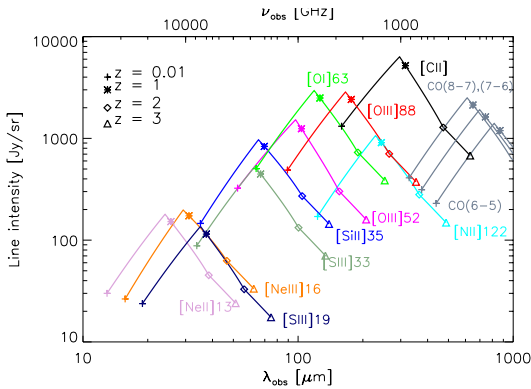 ν_obs [GHz]
10000 1000
10000
1000
100
10
Line intensity [Jy/sr]
z = 0.01
z = 1
z = 2
z = 3
[OI]63
[CII]
CO(8-7),(7-6),
[OIII]88
CO(6-5)
[OIII]52
[NII]122
[SiII]35
[SIII]33
[NeIII]16
[NeII]13
[SIII]19
10 100 1000
λ_obs [μm]